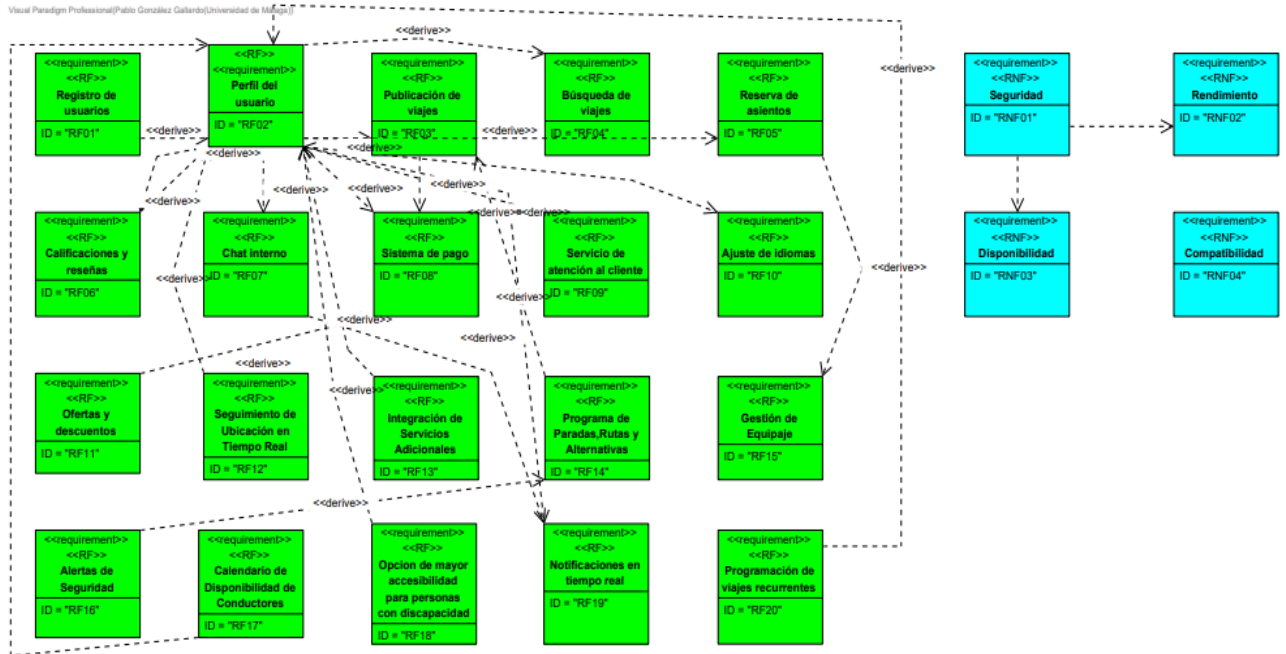 Visual Paradigm Professional(Pablo González Gallardo(Universidad de Málaga))
<<derive>>
<<requirement>>
<<RF>>
Registro de
usuarios
ID = "RF01"
<<RF>>
<<requirement>>
Perfil del
usuario
ID = "RF02"
<<requirement>>
<<RF>>
Publicación de
viajes
ID = "RF03"
<<requirement>>
<<RF>>
Búsqueda de
viajes
ID = "RF04"
<<requirement>>
<<RF>>
Reserva de
asientos
ID = "RF05"
<<derive>>
<<requirement>>
<<RNF>>
Seguridad
ID = "RNF01"
<<requirement>>
<<RNF>>
Rendimiento
ID = "RNF02"
<<derive>>
<<derive>>
<<derive>>
<<derive>>
<<derive>>
<<derive>>
<<derive>>
<<derive>>
<<derive>>
<<derive>>
<<derive>>
<<requirement>>
<<RF>>
Calificaciones y
reseñas
ID = "RF06"
<<requirement>>
<<RF>>
Chat interno
ID = "RF07"
<<requirement>>
<<RF>>
Sistema de pago
ID = "RF08"
<<requirement>>
<<RF>>
Servicio de
atención al cliente
ID = "RF09"
<<requirement>>
<<RF>>
Ajuste de idiomas
ID = "RF10"
<<requirement>>
<<RNF>>
Disponibilidad
ID = "RNF03"
<<requirement>>
<<RNF>>
Compatibilidad
ID = "RNF04"
<<derive>>
<<derive>>
<<derive>>
<<derive>>
<<derive>>
<<derive>>
<<derive>>
<<derive>>
<<requirement>>
<<RF>>
Ofertas y
descuentos
ID = "RF11"
<<requirement>>
<<RF>>
Seguimiento de
Ubicación en
Tiempo Real
ID = "RF12"
<<requirement>>
<<RF>>
Integración de
Servicios
Adicionales
ID = "RF13"
<<requirement>>
<<RF>>
Programa de
Paradas,Rutas y
Alternativas
ID = "RF14"
<<requirement>>
<<RF>>
Gestión de
Equipaje
ID = "RF15"
<<derive>>
<<requirement>>
<<RF>>
Alertas de
Seguridad
ID = "RF16"
<<requirement>>
<<RF>>
Calendario de
Disponibilidad de
Conductores
ID = "RF17"
<<requirement>>
<<RF>>
Opcion de mayor
accesibilidad
para personas
con discapacidad
ID = "RF18"
<<requirement>>
<<RF>>
Notificaciones en
tiempo real
ID = "RF19"
<<requirement>>
<<RF>>
Programación de
viajes recurrentes
ID = "RF20"